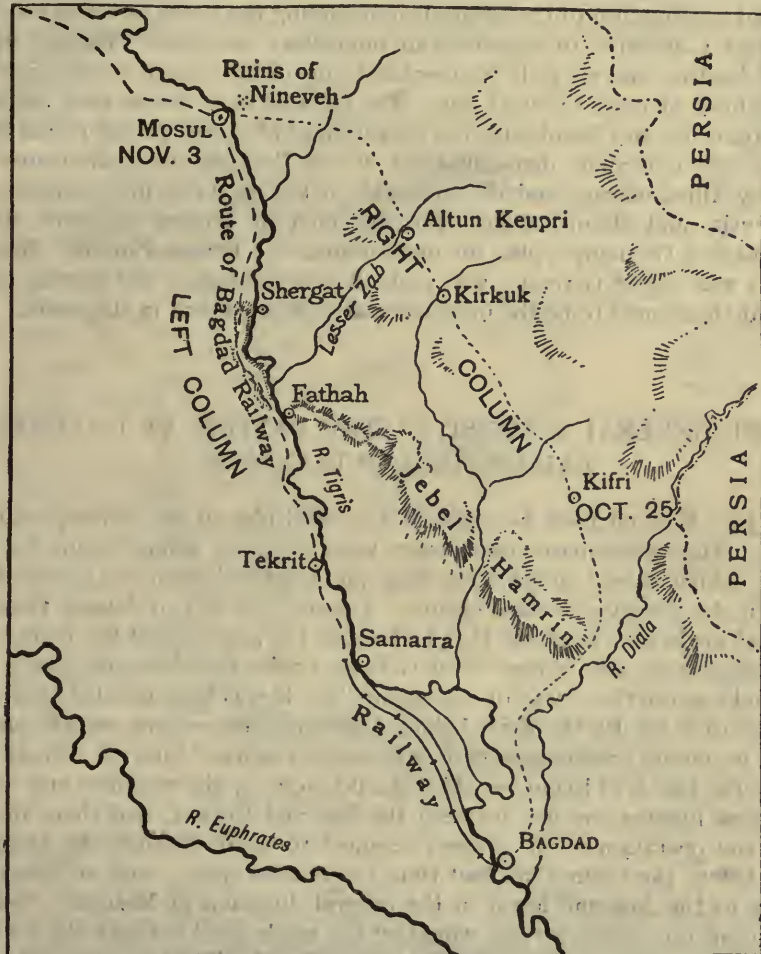 PERSIA
Ruins of
Nineveh
MOSUL
NOV. 3
RIGHT
Altun Keupri
Route of Bagdad Railway
Shergat
Lesser Zab
Kirkuk
LEFT COLUMN
COLUMN
Fathah
R. Tigris
Jebel
Kifri
OCT. 25
PERSIA
Tekrit
Hamrin
Samarra
R. Diala
Railway
R. Euphrates
BAGDAD